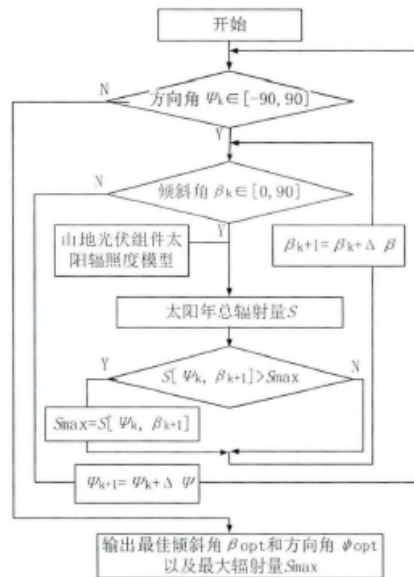 开始
N
方向角 Ψk∈[-90,90]
Y
N
倾斜角 βk∈[0,90]
Y
山地光伏组件太
阳辐照度模型
βk+1=βk+Δ β
太阳年总辐射量S
Y
N
S[ Ψk, βk+1]>Smax
Smax=S[ Ψk, βk+1]
Ψk+1= Ψk+Δ Ψ
输出最佳倾斜角 βopt和方向角 ψopt
以及最大辐射量Smax